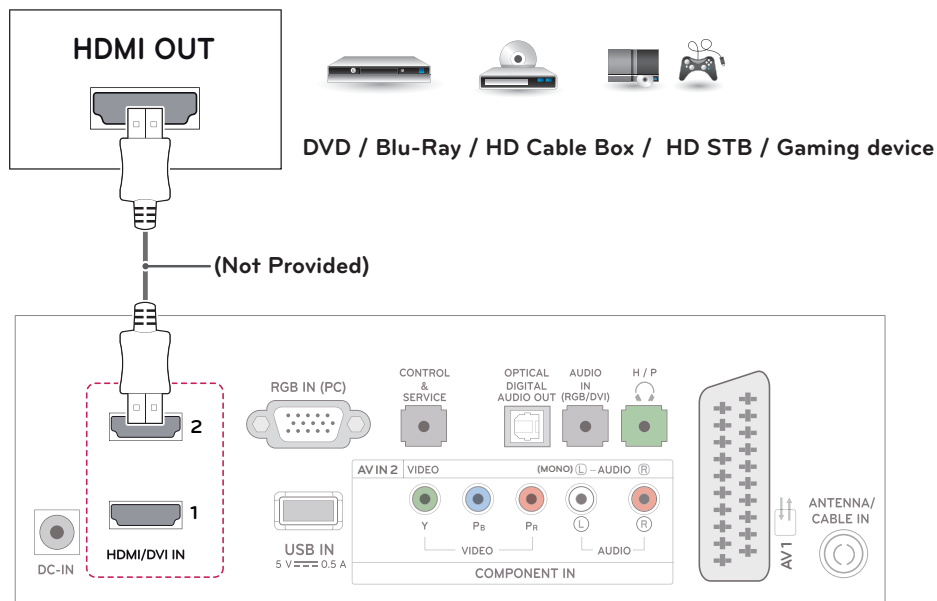 HDMI OUT
DVD / Blu-Ray / HD Cable Box / HD STB / Gaming device
(Not Provided)
2
1
HDMI/DVI IN
DC-IN
RGB IN (PC)
CONTROL
&
SERVICE
OPTICAL
DIGITAL
AUDIO OUT
AUDIO
IN
(RGB/DVI)
H / P
USB IN
5 V 0.5 A
AV IN 2
VIDEO
(MONO) L - AUDIO R
Y PB PR L R
VIDEO AUDIO
COMPONENT IN
AV1
ANTENNA/
CABLE IN